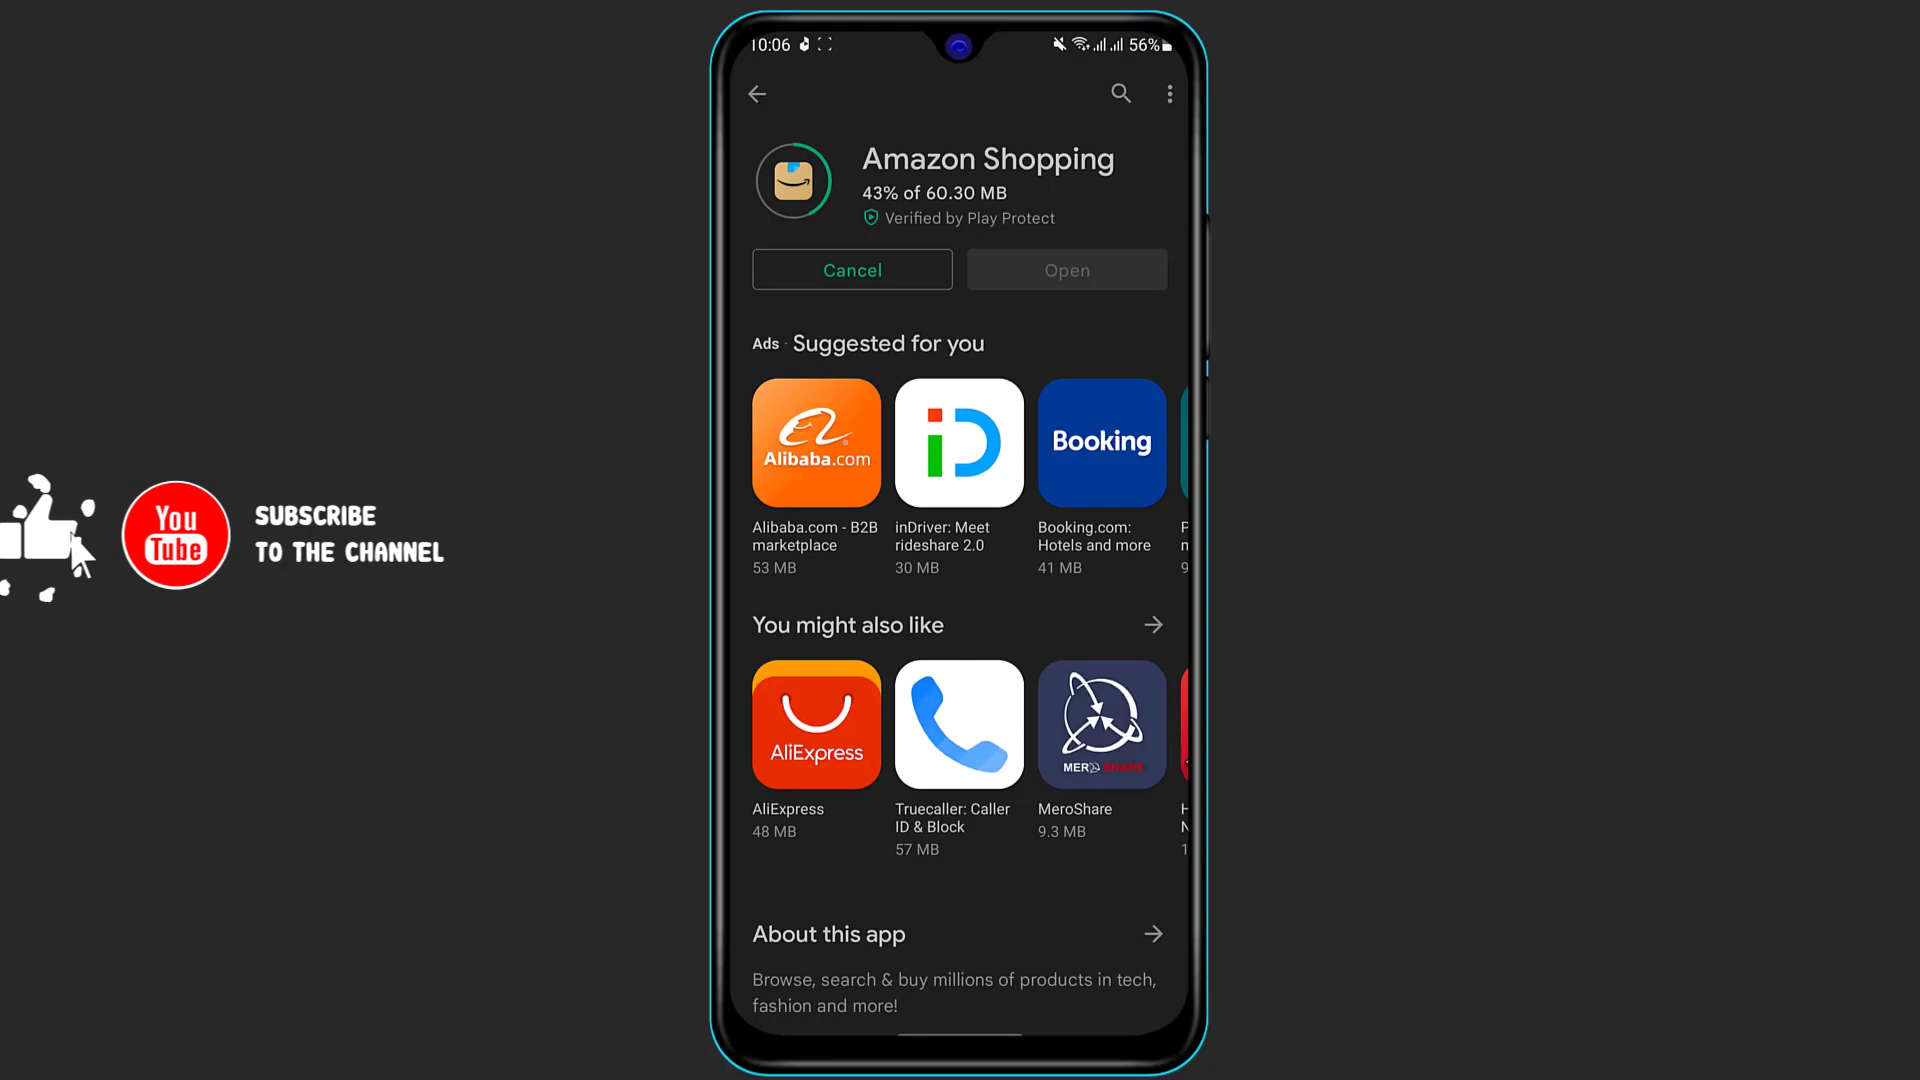 10:06
56%
Amazon Shopping
43% of 60.30 MB
Verified by Play Protect
Cancel
Open
Ads · Suggested for you
Alibaba.com
iD
Booking
Alibaba.com - B2B
marketplace
53 MB
inDriver: Meet
rideshare 2.0
30 MB
Booking.com:
Hotels and more
41 MB
You might also like
AliExpress
MERO SHARE
AliExpress
48 MB
Truecaller: Caller
ID & Block
57 MB
MeroShare
9.3 MB
About this app
Browse, search & buy millions of products in tech,
fashion and more!
You
Tube
SUBSCRIBE
TO THE CHANNEL